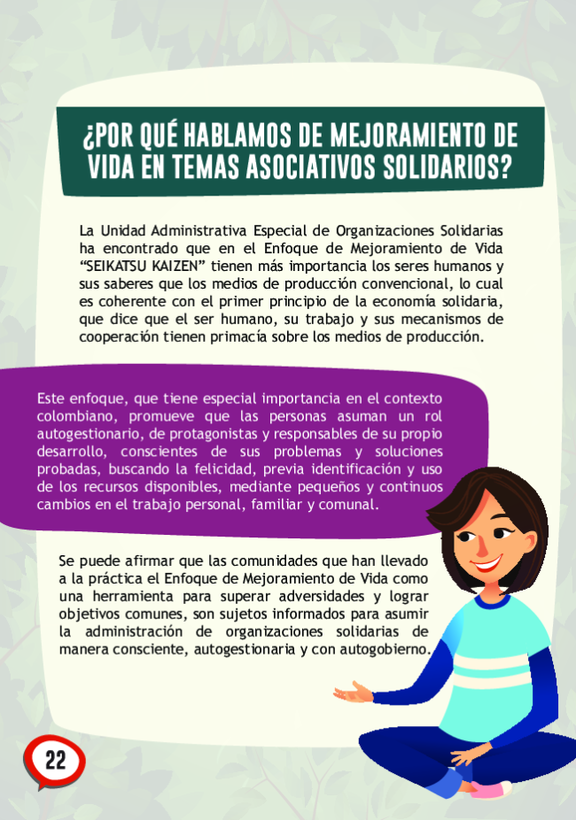 ¿POR QUÉ HABLAMOS DE MEJORAMIENTO DE
VIDA EN TEMAS ASOCIATIVOS SOLIDARIOS?
La Unidad Administrativa Especial de Organizaciones Solidarias
ha encontrado que en el Enfoque de Mejoramiento de Vida
“SEIKATSU KAIZEN” tienen más importancia los seres humanos y
sus saberes que los medios de producción convencional, lo cual
es coherente con el primer principio de la economía solidaria,
que dice que el ser humano, su trabajo y sus mecanismos de
cooperación tienen primacía sobre los medios de producción.
Este enfoque, que tiene especial importancia en el contexto
colombiano, promueve que las personas asuman un rol
autogestionario, de protagonistas y responsables de su propio
desarrollo, conscientes de sus problemas y soluciones
probadas, buscando la felicidad, previa identificación y uso
de los recursos disponibles, mediante pequeños y continuos
cambios en el trabajo personal, familiar y comunal.
Se puede afirmar que las comunidades que han llevado
a la práctica el Enfoque de Mejoramiento de Vida como
una herramienta para superar adversidades y lograr
objetivos comunes, son sujetos informados para asumir
la administración de organizaciones solidarias de
manera consciente, autogestionaria y con autogobierno.
22